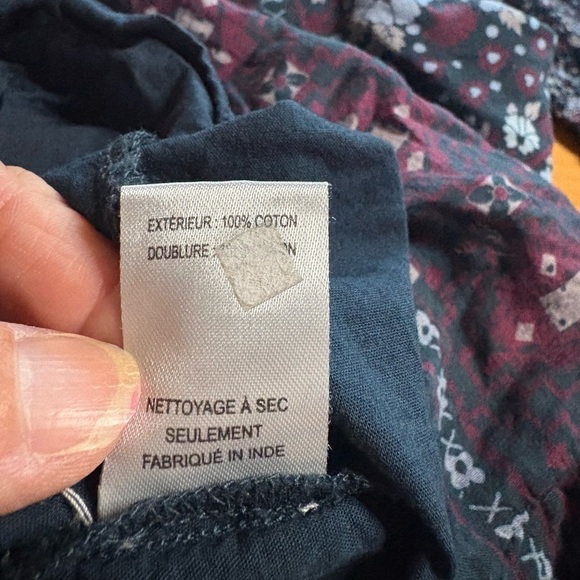 EXTÉRIEUR : 100% COTON
DOUBLURE :
NETTOYAGE À SEC
SEULEMENT
FABRIQUÉ IN INDE